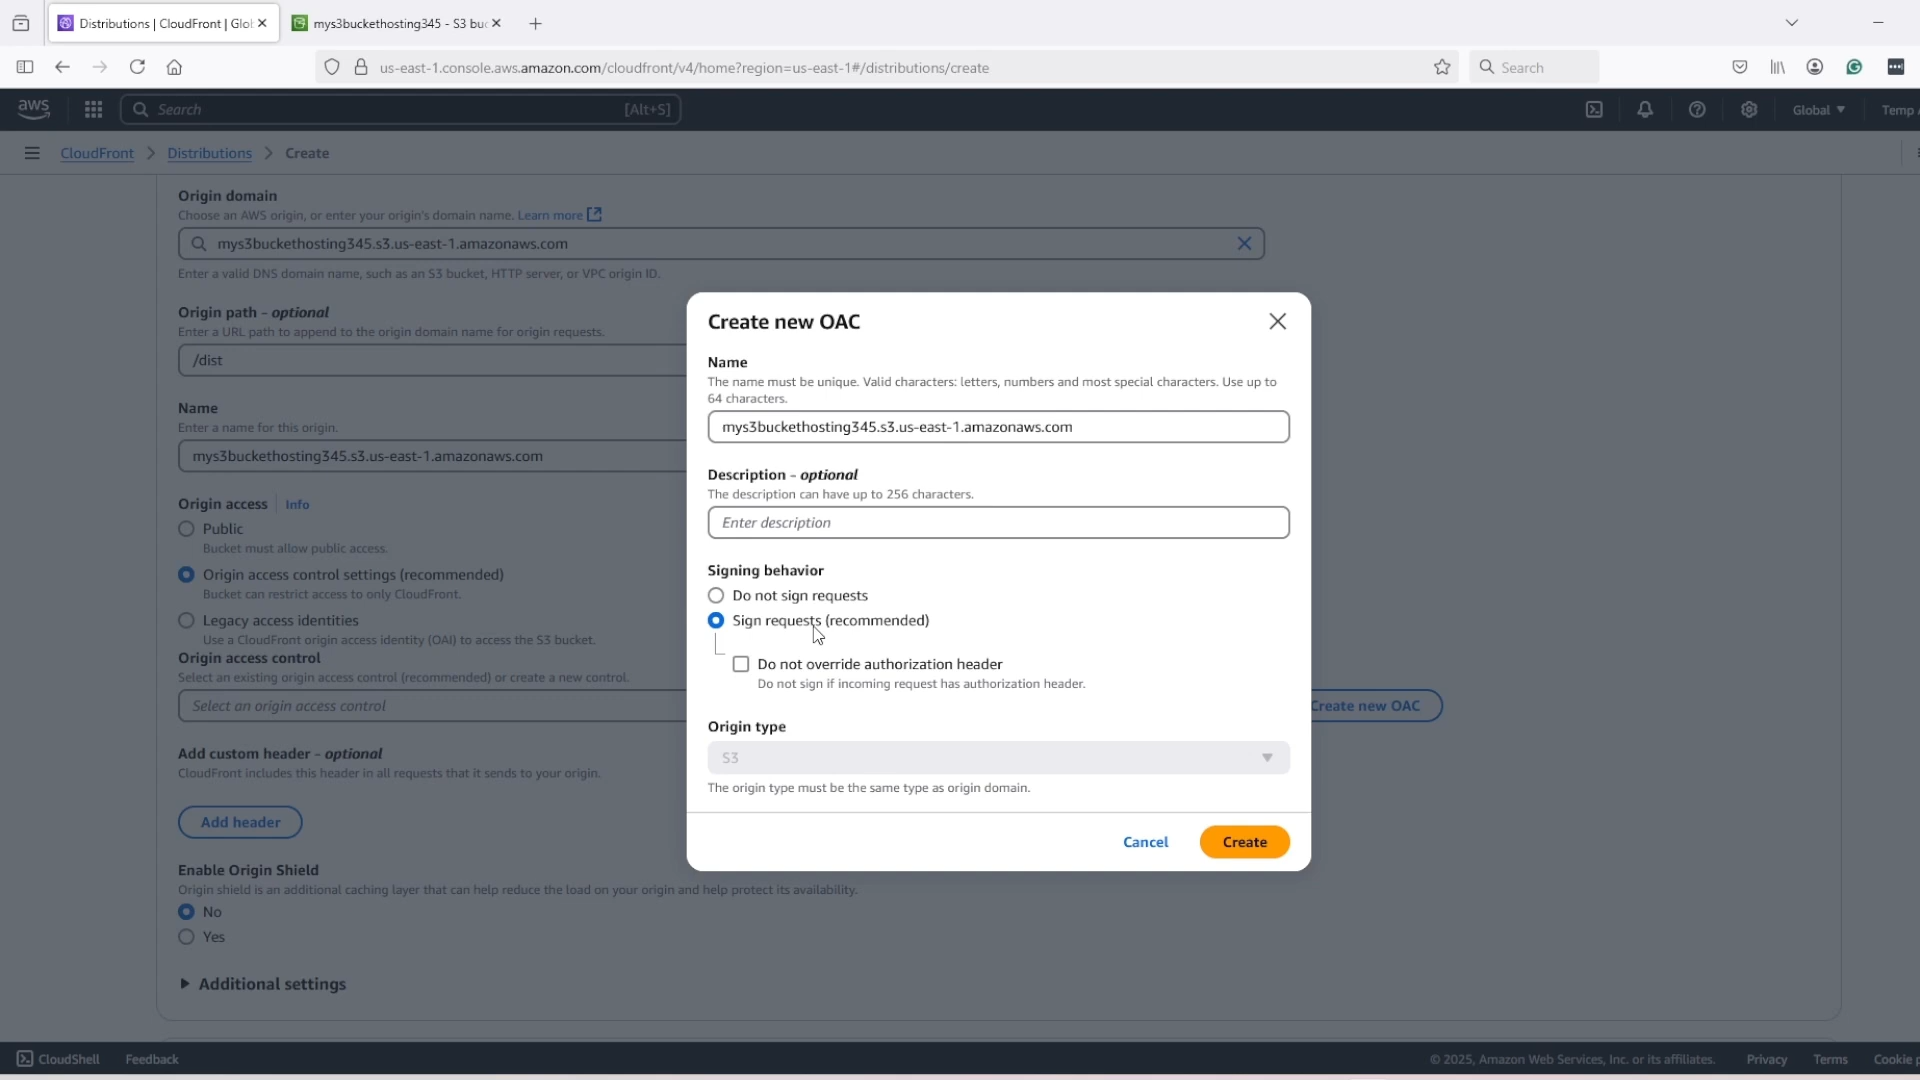 Distributions | CloudFront | Glo
mys3buckethosting345 - S3 buc
us-east-1.console.aws.amazon.com/cloudfront/v4/home?region=us-east-1#/distributions/create
Search
aws
Search
[Alt+S]
Global
Temp
CloudFront
Distributions
Create
Origin domain
Choose an AWS origin, or enter your origin's domain name. Learn more
mys3buckethosting345.s3.us-east-1.amazonaws.com
Enter a valid DNS domain name, such as an S3 bucket, HTTP server, or VPC origin ID.
Origin path – optional
Enter a URL path to append to the origin domain name for origin requests.
/dist
Name
Enter a name for this origin.
mys3buckethosting345.s3.us-east-1.amazonaws.com
Origin access
Info
Public
Bucket must allow public access.
Origin access control settings (recommended)
Bucket can restrict access to only CloudFront.
Legacy access identities
Use a CloudFront origin access identity (OAI) to access the S3 bucket.
Origin access control
Select an existing origin access control (recommended) or create a new control.
Select an origin access control
Create new OAC
Add custom header – optional
CloudFront includes this header in all requests that it sends to your origin.
Add header
Enable Origin Shield
Origin shield is an additional caching layer that can help reduce the load on your origin and help protect its availability.
No
Yes
Additional settings
Create new OAC
Name
The name must be unique. Valid characters: letters, numbers and most special characters. Use up to
64 characters.
mys3buckethosting345.s3.us-east-1.amazonaws.com
Description – optional
The description can have up to 256 characters.
Enter description
Signing behavior
Do not sign requests
Sign requests (recommended)
Do not override authorization header
Do not sign if incoming request has authorization header.
Origin type
S3
The origin type must be the same type as origin domain.
Cancel
Create
CloudShell
Feedback
© 2025, Amazon Web Services, Inc. or its affiliates.
Privacy
Terms
Cookie p